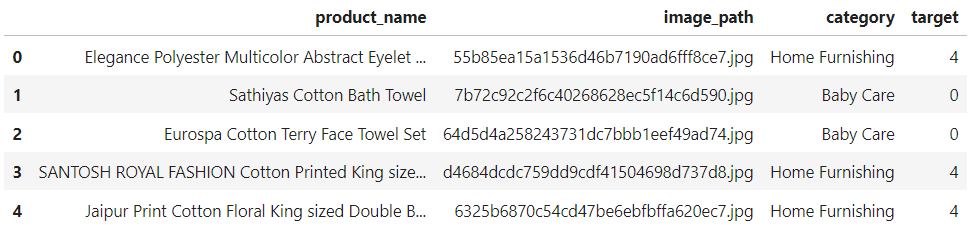 product_name image_path category target
0 Elegance Polyester Multicolor Abstract Eyelet ... 55b85ea15a1536d46b7190ad6fff8ce7.jpg Home Furnishing 4
1 Sathiyas Cotton Bath Towel 7b72c92c2f6c40268628ec5f14c6d590.jpg Baby Care 0
2 Eurospa Cotton Terry Face Towel Set 64d5d4a258243731dc7bbb1eef49ad74.jpg Baby Care 0
3 SANTOSH ROYAL FASHION Cotton Printed King size... d4684dcdc759dd9cdf41504698d737d8.jpg Home Furnishing 4
4 Jaipur Print Cotton Floral King sized Double B... 6325b6870c54cd47be6ebfbffa620ec7.jpg Home Furnishing 4